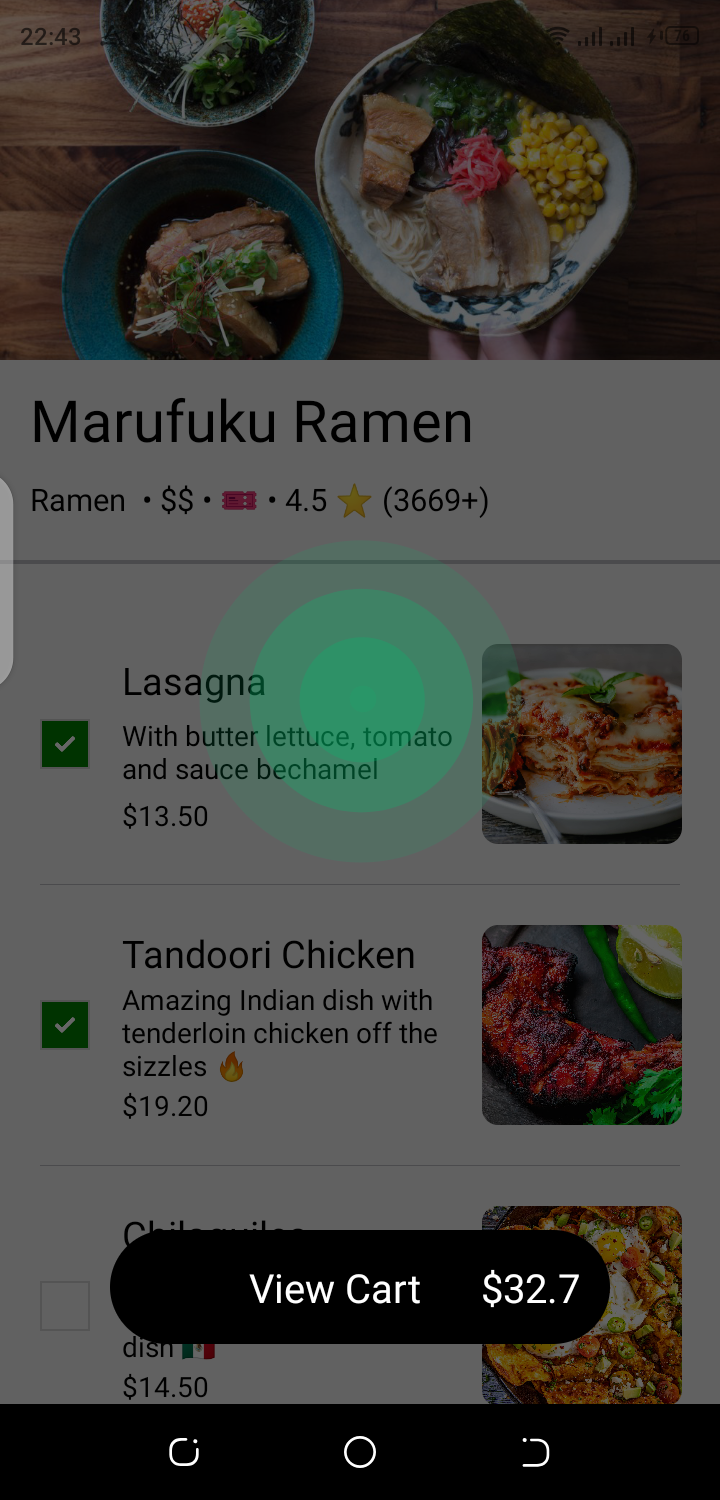 22:43
76
Marufuku Ramen
Ramen • $$ • 🎟 • 4.5 ⭐ (3669+)
Lasagna
With butter lettuce, tomato
and sauce bechamel
$13.50
Tandoori Chicken
Amazing Indian dish with
tenderloin chicken off the
sizzles 🔥
$19.20
Chilaquiles
View Cart $32.7
dish 🇲🇽
$14.50